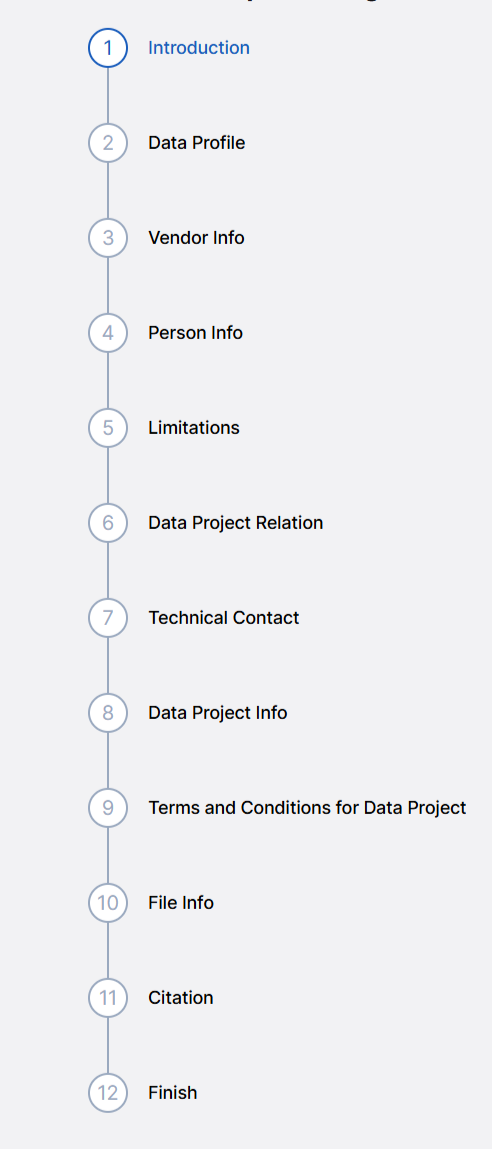 1 Introduction
2 Data Profile
3 Vendor Info
4 Person Info
5 Limitations
6 Data Project Relation
7 Technical Contact
8 Data Project Info
9 Terms and Conditions for Data Project
10 File Info
11 Citation
12 Finish